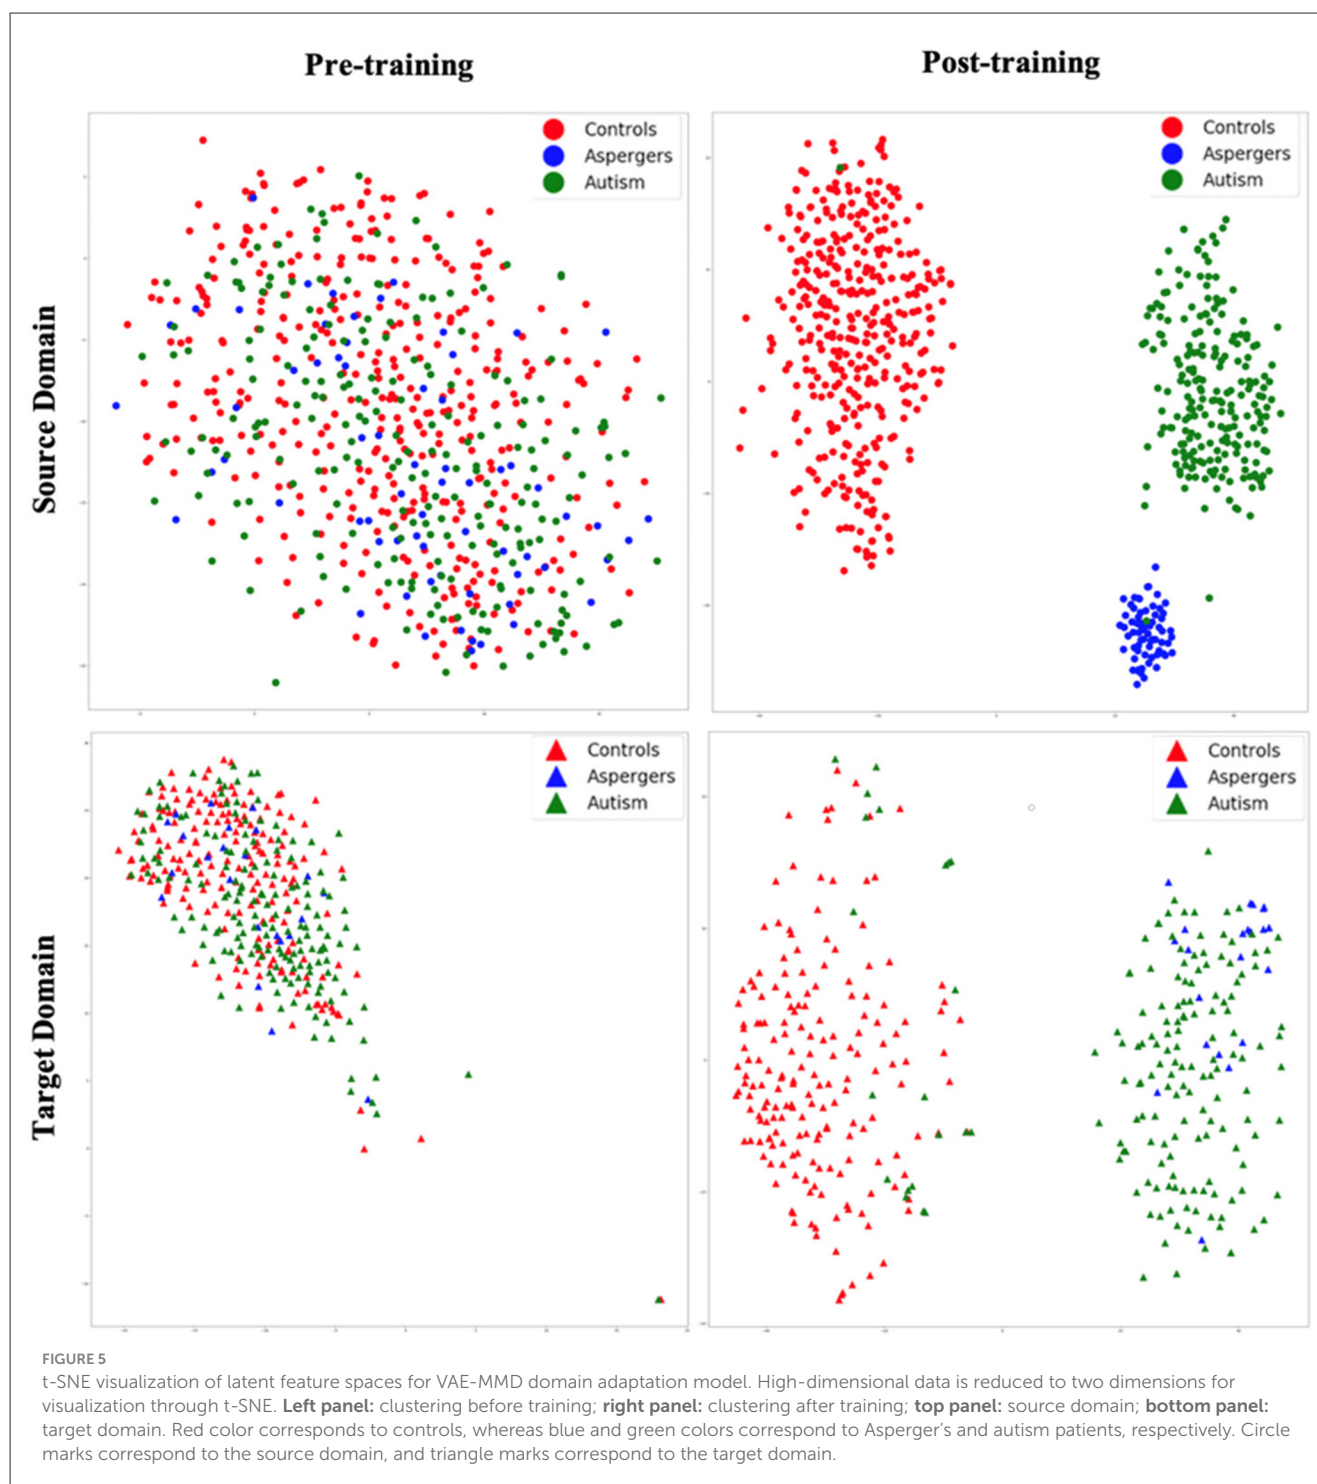 Pre-training
Post-training
Source Domain
Controls
Aspergers
Autism
Controls
Aspergers
Autism
Target Domain
Controls
Aspergers
Autism
Controls
Aspergers
Autism
FIGURE 5
t-SNE visualization of latent feature spaces for VAE-MMD domain adaptation model. High-dimensional data is reduced to two dimensions for
visualization through t-SNE. Left panel: clustering before training; right panel: clustering after training; top panel: source domain; bottom panel:
target domain. Red color corresponds to controls, whereas blue and green colors correspond to Asperger's and autism patients, respectively. Circle
marks correspond to the source domain, and triangle marks correspond to the target domain.